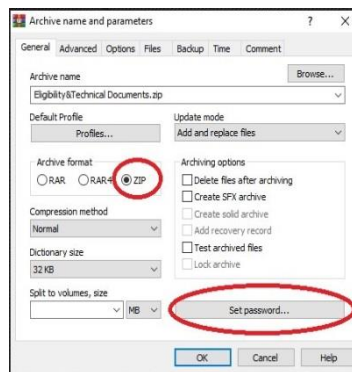 Archive name and parameters ? X
General Advanced Options Files Backup Time Comment
Archive name
Browse...
Eligibility&Technical Documents.zip
Default Profile
Update mode
Profiles...
Add and replace files
Archive format
Archiving options
RAR RAR4 ZIP
Delete files after archiving
Create SFX archive
Compression method
Create solid archive
Normal
Add recovery record
Dictionary size
Test archived files
32 KB
Lock archive
Split to volumes, size
MB
Set password...
OK Cancel Help